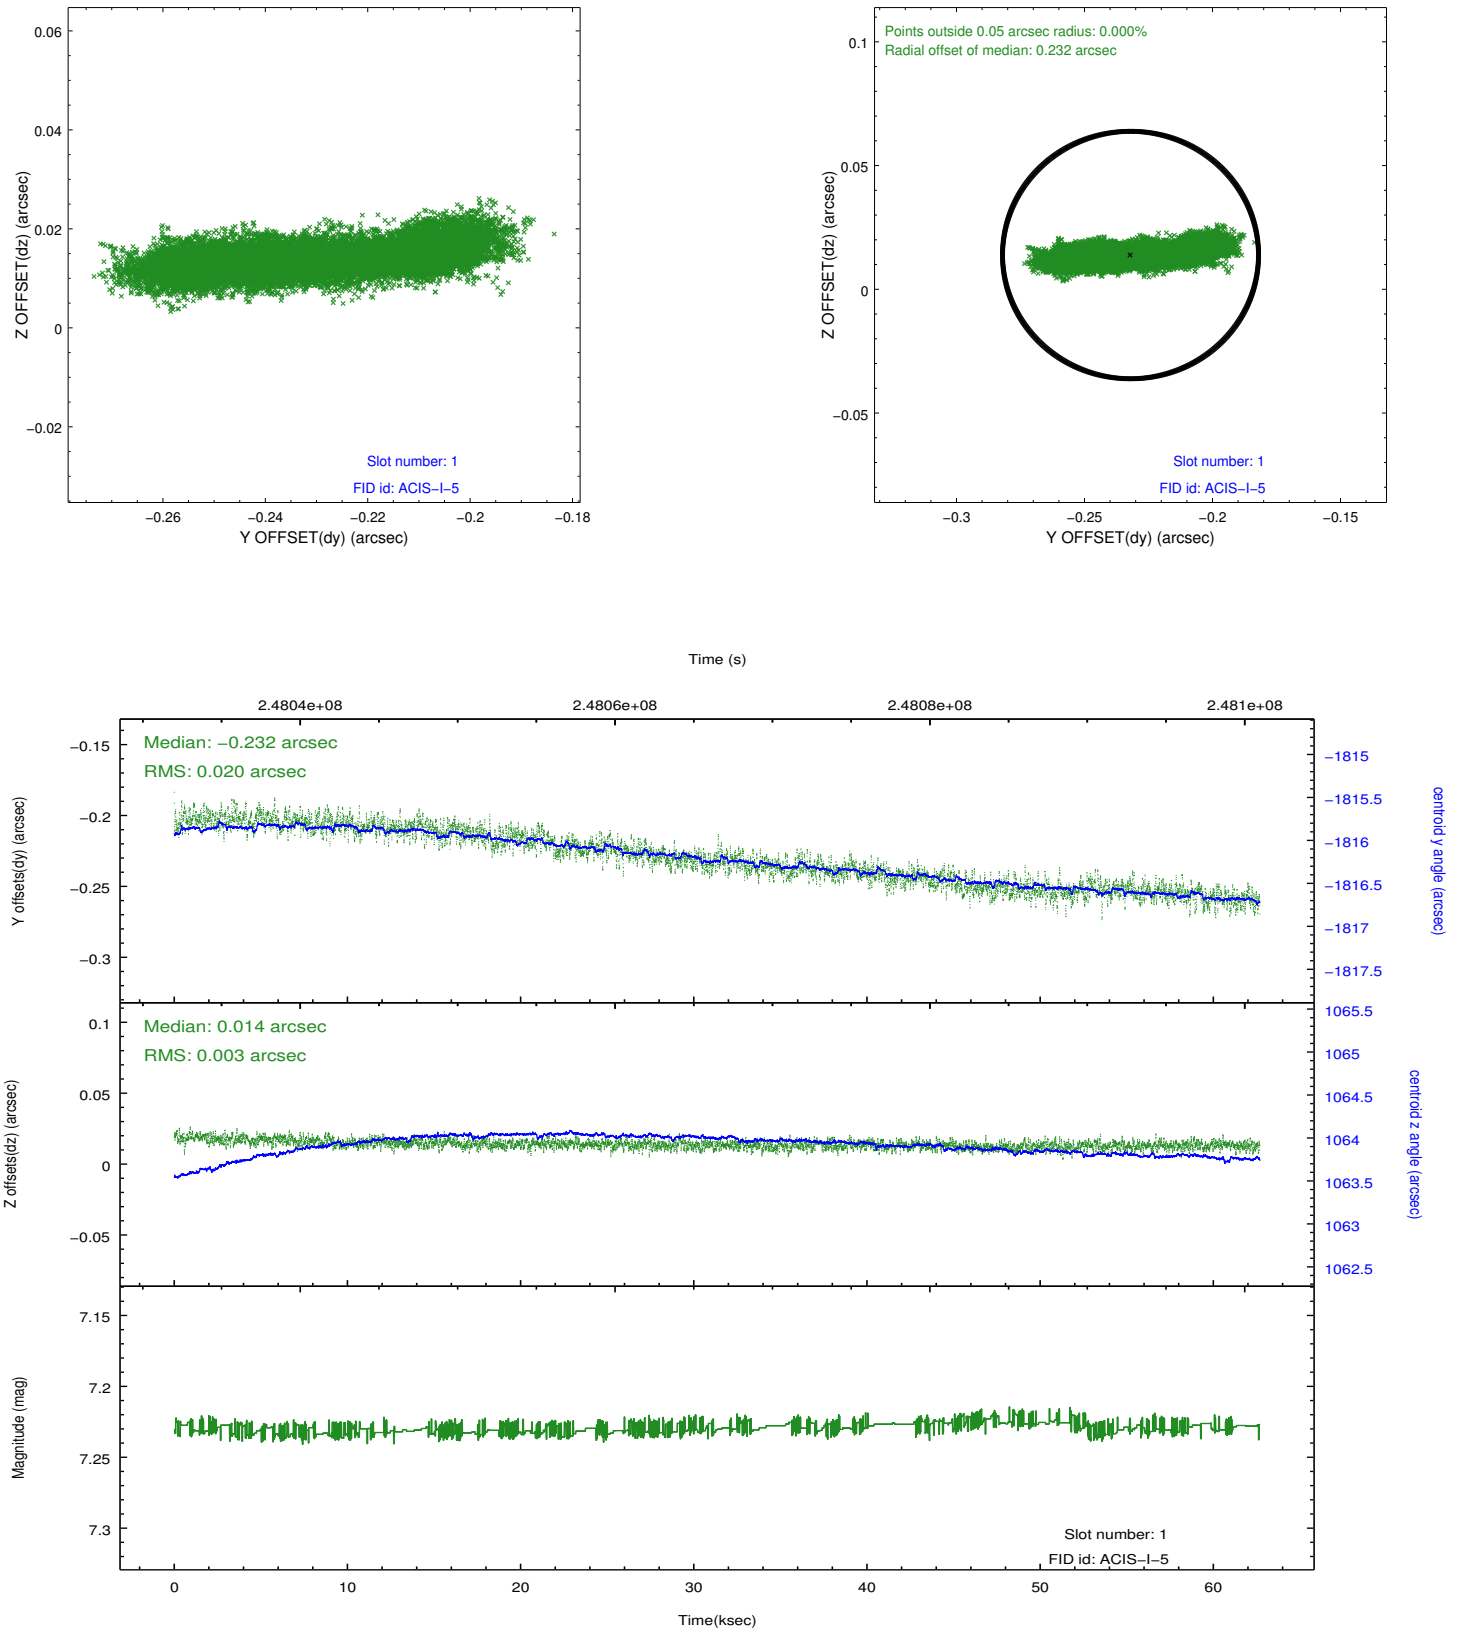 0.06
0.04
0.02
0
−0.02
Z OFFSET(dz) (arcsec)
Slot number: 1
FID id: ACIS−I−5
−0.26
−0.24
−0.22
−0.2
−0.18
Y OFFSET(dy) (arcsec)
Points outside 0.05 arcsec radius: 0.000%
Radial offset of median: 0.232 arcsec
0.1
0.05
0
−0.05
Z OFFSET(dz) (arcsec)
Slot number: 1
FID id: ACIS−I−5
−0.3
−0.25
−0.2
−0.15
Y OFFSET(dy) (arcsec)
Time (s)
2.4804e+08
2.4806e+08
2.4808e+08
2.481e+08
Median: −0.232 arcsec
RMS: 0.020 arcsec
−0.15
−0.2
−0.25
−0.3
Y offsets(dy) (arcsec)
−1815
−1815.5
−1816
−1816.5
−1817
−1817.5
centroid y angle (arcsec)
Median: 0.014 arcsec
RMS: 0.003 arcsec
0.1
0.05
0
−0.05
Z offsets(dz) (arcsec)
1065.5
1065
1064.5
1064
1063.5
1063
1062.5
centroid z angle (arcsec)
7.15
7.2
7.25
7.3
Magnitude (mag)
Slot number: 1
FID id: ACIS−I−5
0
10
20
30
40
50
60
Time(ksec)